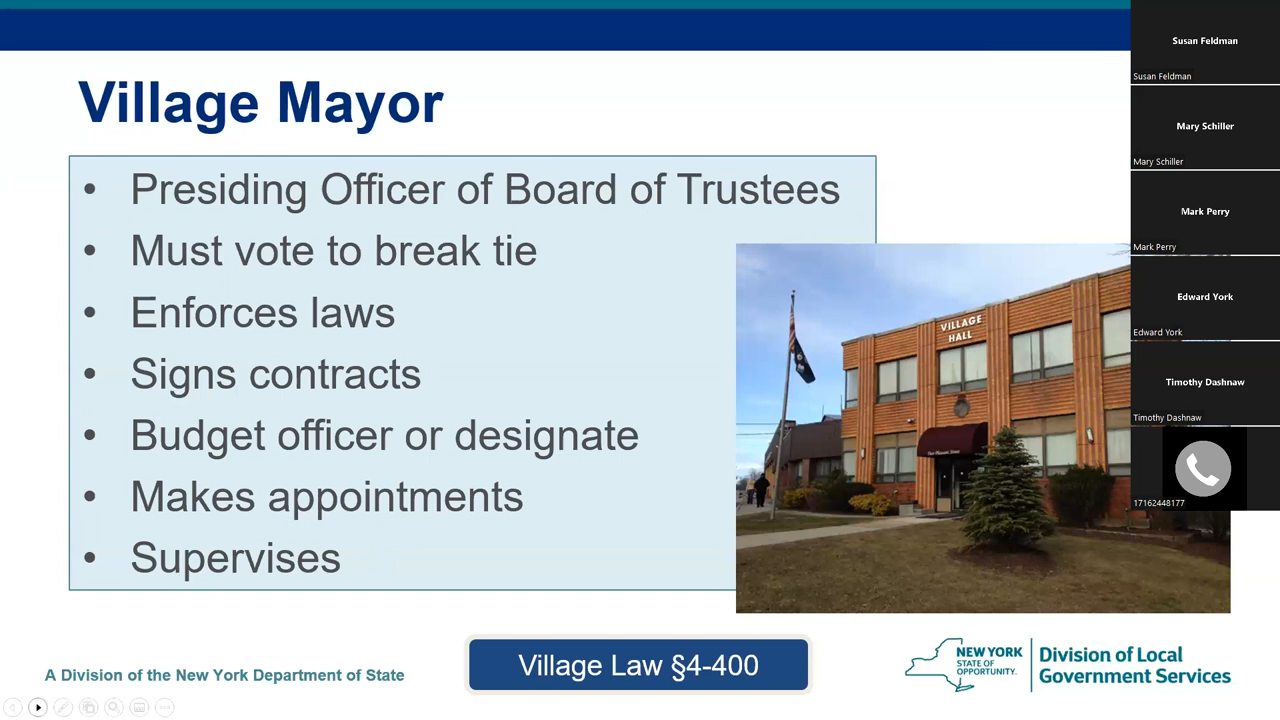 Village Mayor
• Presiding Officer of Board of Trustees
• Must vote to break tie
• Enforces laws
• Signs contracts
• Budget officer or designate
• Makes appointments
• Supervises
VILLAGE
HALL
A Division of the New York Department of State
Village Law §4-400
NEW YORK
STATE OF
OPPORTUNITY.
Division of Local
Government Services
Susan Feldman
Susan Feldman
Mary Schiller
Mary Schiller
Mark Perry
Mark Perry
Edward York
Edward York
Timothy Dashnaw
Timothy Dashnaw
17162448177